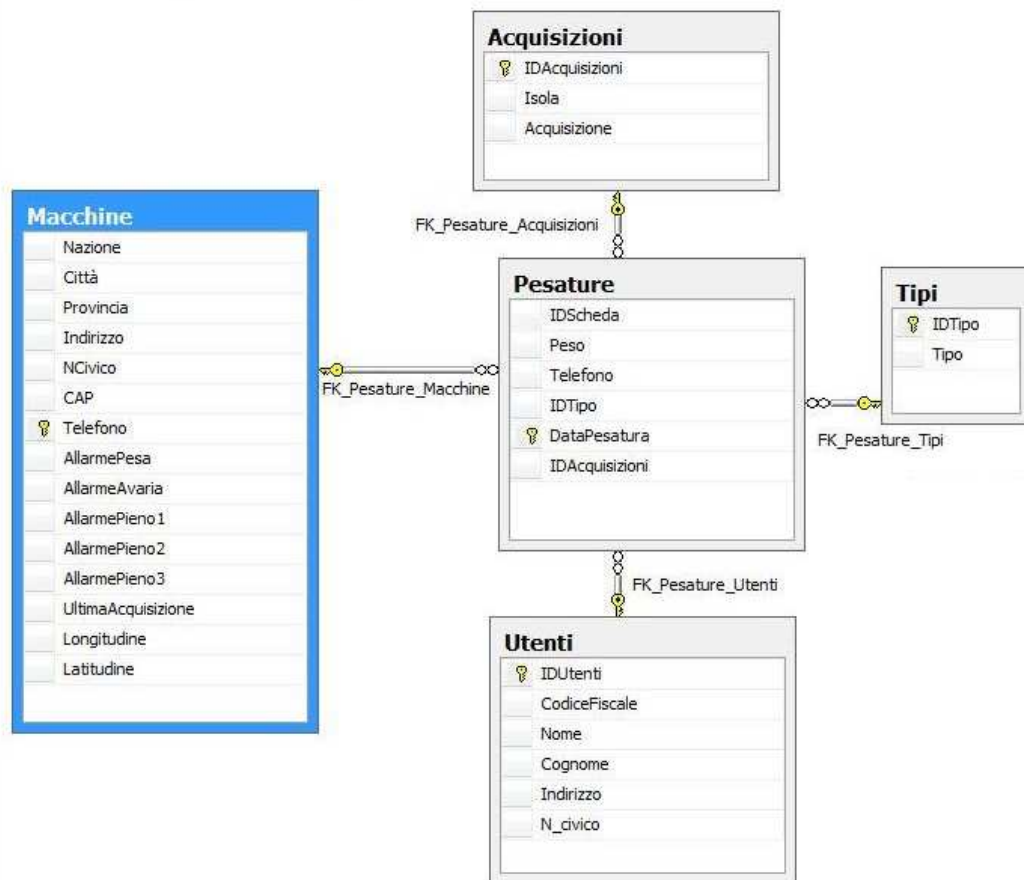 Acquisizioni
IDAcquisizioni
Isola
Acquisizione
FK_Pesature_Acquisizioni
Macchine
Nazione
Città
Provincia
Indirizzo
NCivico
CAP
Telefono
AllarmePesa
AllarmeAvaria
AllarmePieno1
AllarmePieno2
AllarmePieno3
UltimaAcquisizione
Longitudine
Latitudine
FK_Pesature_Macchine
Pesature
IDScheda
Peso
Telefono
IDTipo
DataPesatura
IDAcquisizioni
Tipi
IDTipo
Tipo
FK_Pesature_Tipi
FK_Pesature_Utenti
Utenti
IDUtenti
CodiceFiscale
Nome
Cognome
Indirizzo
N_civico